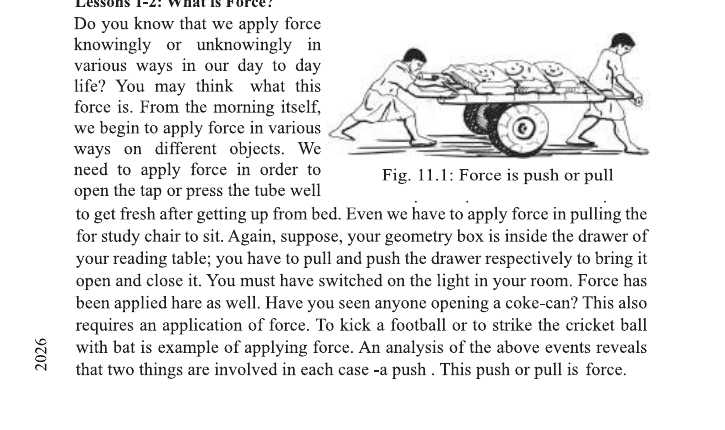 Lessons 1-2: What is Force?
Do you know that we apply force
knowingly or unknowingly in
various ways in our day to day
life? You may think what this
force is. From the morning itself,
we begin to apply force in various
ways on different objects. We
need to apply force in order to
open the tap or press the tube well
Fig. 11.1: Force is push or pull
to get fresh after getting up from bed. Even we have to apply force in pulling the
for study chair to sit. Again, suppose, your geometry box is inside the drawer of
your reading table; you have to pull and push the drawer respectively to bring it
open and close it. You must have switched on the light in your room. Force has
been applied hare as well. Have you seen anyone opening a coke-can? This also
requires an application of force. To kick a football or to strike the cricket ball
with bat is example of applying force. An analysis of the above events reveals
that two things are involved in each case -a push . This push or pull is force.
2026